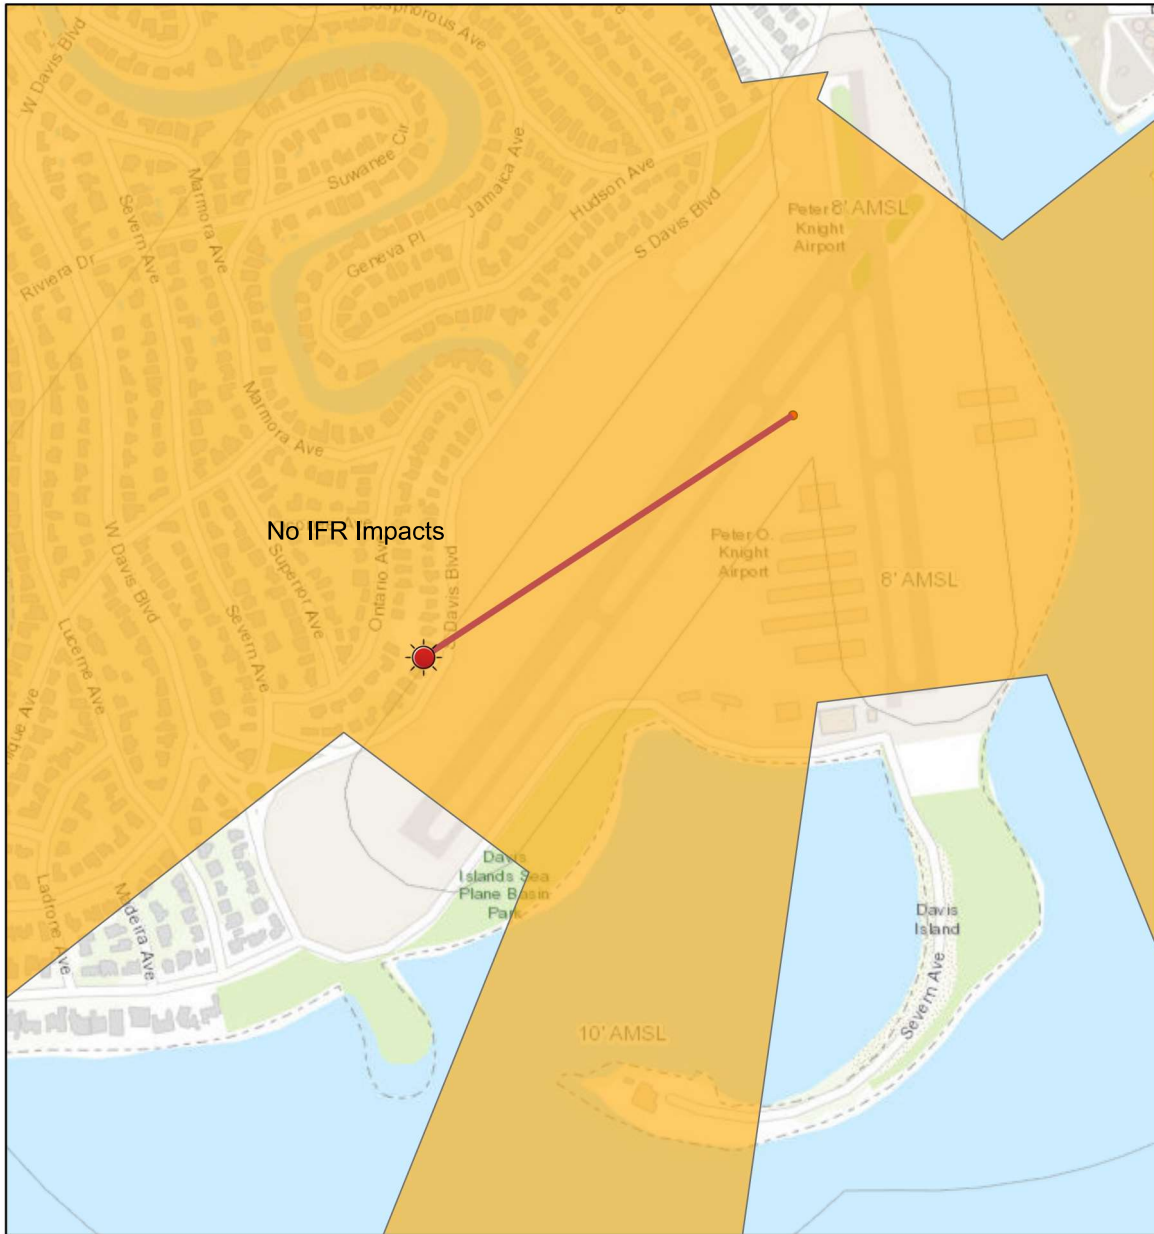 Bosphorous Ave
W Davis Blvd
Suwanee Cir
Jamaica Ave
Hudson Ave
Marmora Ave
Severn Ave
S Davis Blvd
Geneva Pl
Riviera Dr
8' AMSL
Knight
Airport
Marmora Ave
No IFR Impacts
Peter O.
Knight
Airport
8' AMSL
W Davis Blvd
Superior Ave
S Davis Blvd
Severn Ave
Lucerne Ave
Davis
Islands Sea
Plane Basin
Park
Ladrone Ave
Madeira Ave
Davis
Island
Severn Ave
10' AMSL